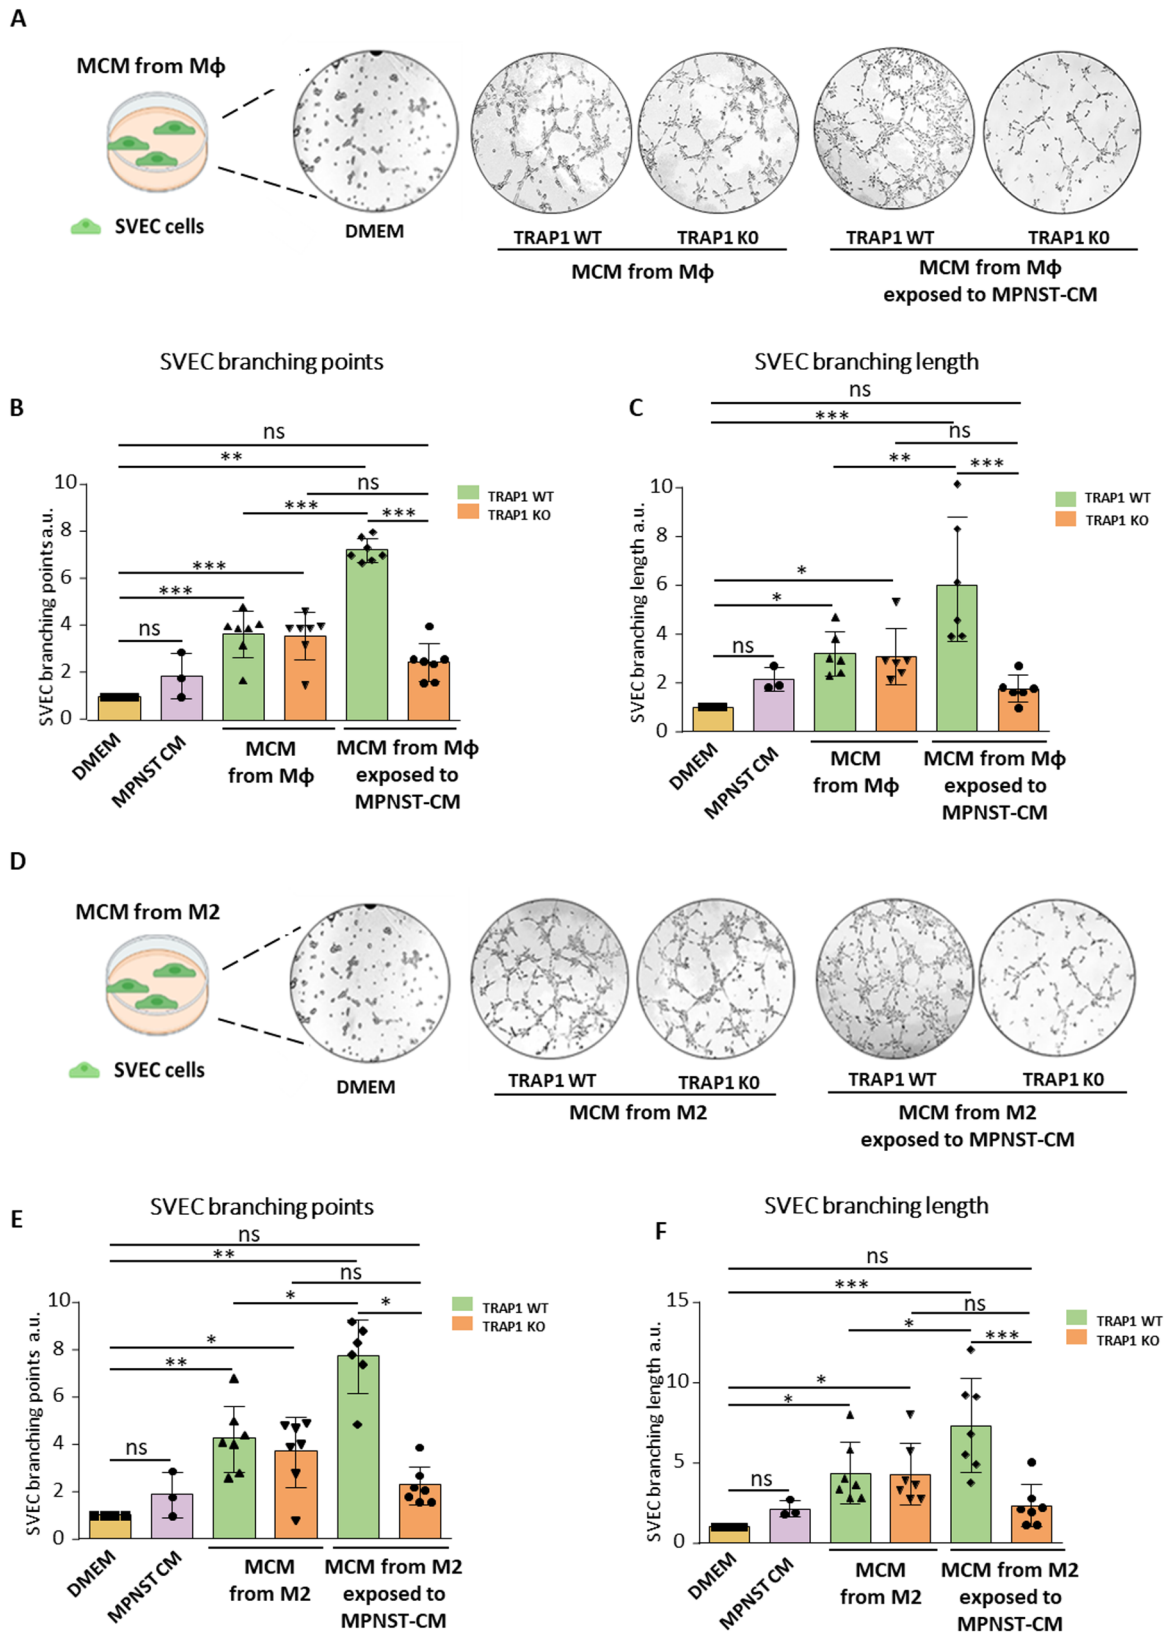 A
MCM from Mϕ
SVEC cells
DMEM
TRAP1 WT
TRAP1 K0
TRAP1 WT
TRAP1 K0
MCM from Mϕ
MCM from Mϕ
exposed to MPNST-CM
SVEC branching points
B
ns
**
ns
***
***
***
***
ns
TRAP1 WT
TRAP1 KO
SVEC branching points a.u.
10
8
6
4
2
0
DMEM
MPNST CM
MCM
from Mϕ
MCM from Mϕ
exposed to
MPNST-CM
SVEC branching length
C
ns
***
ns
**
***
*
*
ns
TRAP1 WT
TRAP1 KO
SVEC branching length a.u.
10
8
6
4
2
0
DMEM
MPNST CM
MCM
from Mϕ
MCM from Mϕ
exposed to
MPNST-CM
D
MCM from M2
SVEC cells
DMEM
TRAP1 WT
TRAP1 K0
TRAP1 WT
TRAP1 K0
MCM from M2
MCM from M2
exposed to MPNST-CM
SVEC branching points
E
ns
**
ns
*
*
*
**
ns
TRAP1 WT
TRAP1 KO
SVEC branching points a.u.
10
8
6
4
2
0
DMEM
MPNST CM
MCM
from M2
MCM from M2
exposed to
MPNST-CM
SVEC branching length
F
ns
***
ns
*
***
*
*
ns
TRAP1 WT
TRAP1 KO
SVEC branching length a.u.
15
10
5
0
DMEM
MPNST CM
MCM
from M2
MCM from M2
exposed to
MPNST-CM